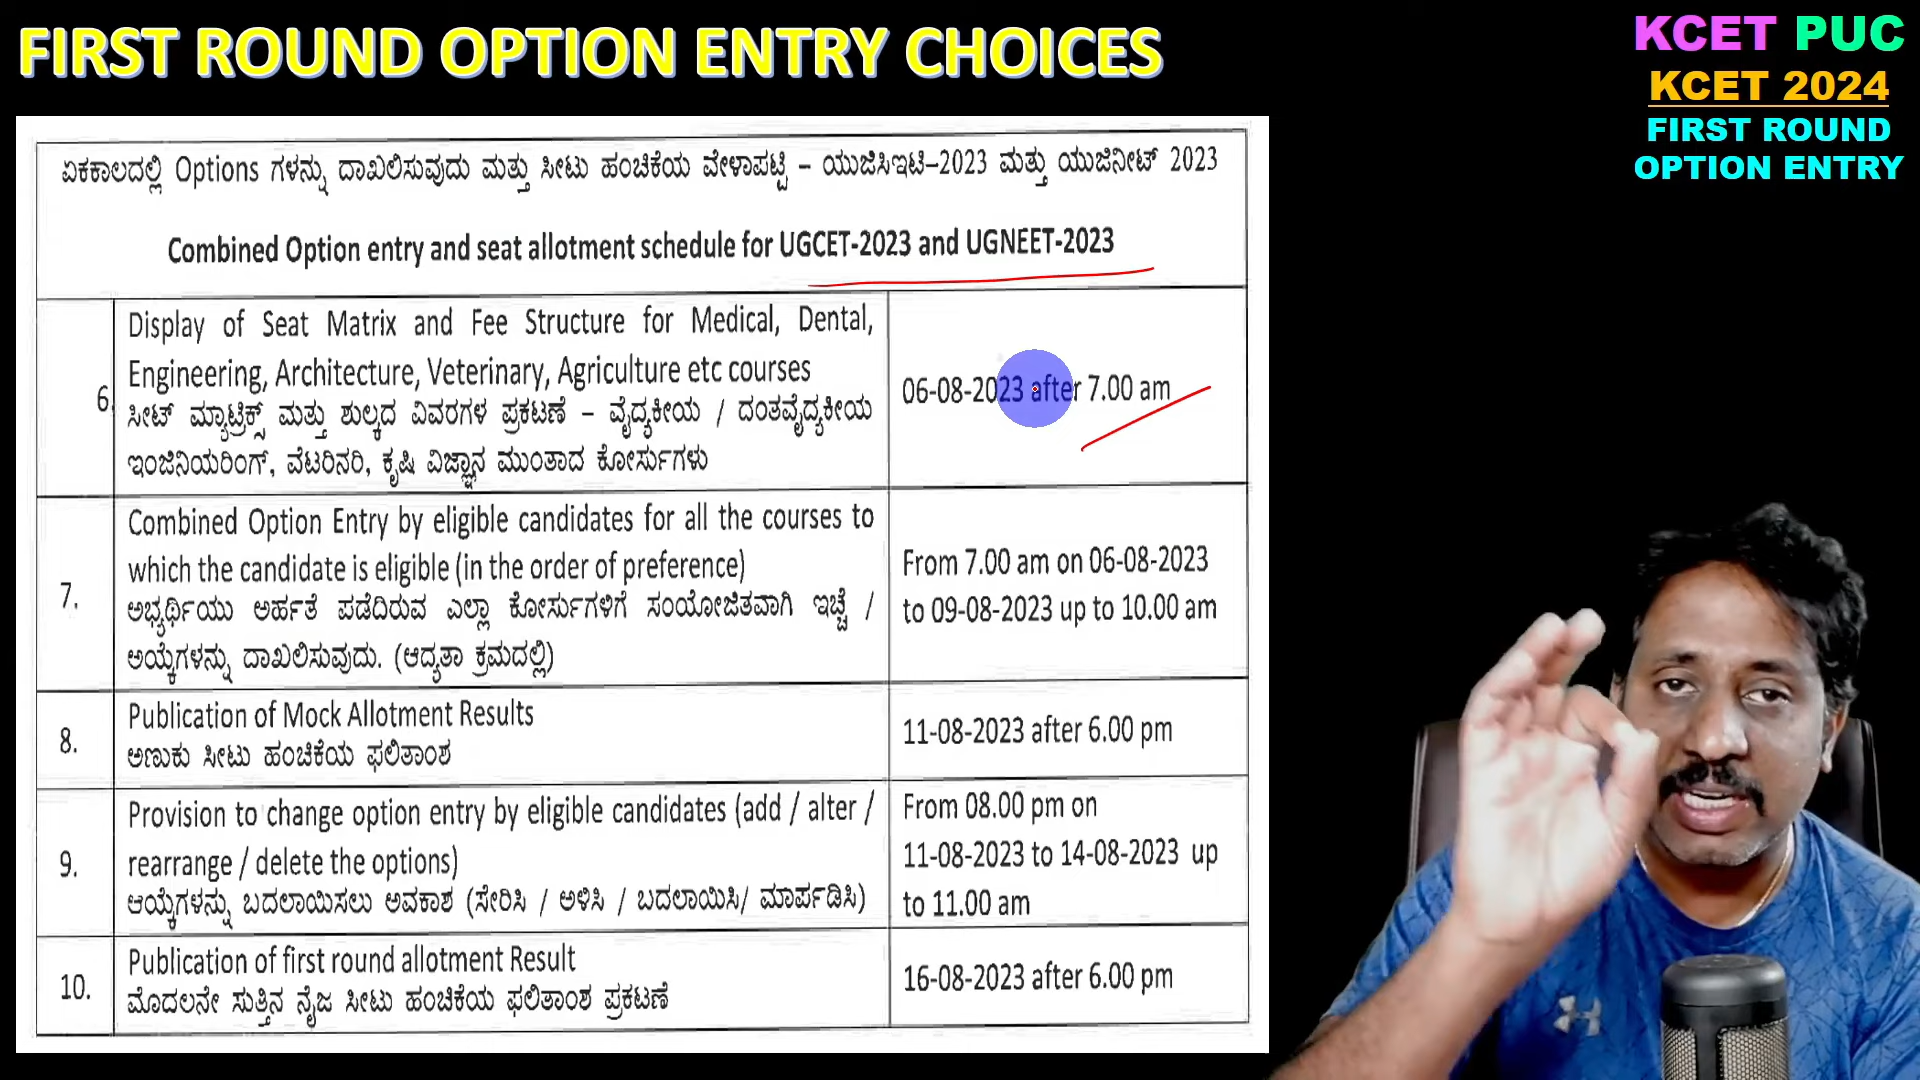 FIRST ROUND OPTION ENTRY CHOICES
KCET PUC
KCET 2024
FIRST ROUND
OPTION ENTRY
ಏಕಕಾಲದಲ್ಲಿ Options ಗಳನ್ನು ದಾಖಲಿಸುವುದು ಮತ್ತು ಸೀಟು ಹಂಚಿಕೆಯ ವೇಳಾಪಟ್ಟಿ – ಯುಜಿಸಿಇಟಿ–2023 ಮತ್ತು ಯುಜಿನೀಟ್ 2023
Combined Option entry and seat allotment schedule for UGCET-2023 and UGNEET-2023
6.
Display of Seat Matrix and Fee Structure for Medical, Dental,
Engineering, Architecture, Veterinary, Agriculture etc courses
ಸೀಟ್ ಮ್ಯಾಟ್ರಿಕ್ಸ್ ಮತ್ತು ಶುಲ್ಕದ ವಿವರಗಳ ಪ್ರಕಟಣೆ – ವೈದ್ಯಕೀಯ / ದಂತವೈದ್ಯಕೀಯ
ಇಂಜಿನಿಯರಿಂಗ್, ವೆಟರಿನರಿ, ಕೃಷಿ ವಿಜ್ಞಾನ ಮುಂತಾದ ಕೋರ್ಸುಗಳು
06-08-2023 after 7.00 am
7.
Combined Option Entry by eligible candidates for all the courses to
which the candidate is eligible (in the order of preference)
ಅಭ್ಯರ್ಥಿಯು ಅರ್ಹತೆ ಪಡೆದಿರುವ ಎಲ್ಲಾ ಕೋರ್ಸುಗಳಿಗೆ ಸಂಯೋಜಿತವಾಗಿ ಇಚ್ಛೆ /
ಆಯ್ಕೆಗಳನ್ನು ದಾಖಲಿಸುವುದು. (ಆದ್ಯತಾ ಕ್ರಮದಲ್ಲಿ)
From 7.00 am on 06-08-2023
to 09-08-2023 up to 10.00 am
8.
Publication of Mock Allotment Results
ಅಣುಕು ಸೀಟು ಹಂಚಿಕೆಯ ಫಲಿತಾಂಶ
11-08-2023 after 6.00 pm
9.
Provision to change option entry by eligible candidates (add / alter /
rearrange / delete the options)
ಆಯ್ಕೆಗಳನ್ನು ಬದಲಾಯಿಸಲು ಅವಕಾಶ (ಸೇರಿಸಿ / ಅಳಿಸಿ / ಬದಲಾಯಿಸಿ/ ಮಾರ್ಪಡಿಸಿ)
From 08.00 pm on
11-08-2023 to 14-08-2023 up
to 11.00 am
10.
Publication of first round allotment Result
ಮೊದಲನೇ ಸುತ್ತಿನ ನೈಜ ಸೀಟು ಹಂಚಿಕೆಯ ಫಲಿತಾಂಶ ಪ್ರಕಟಣೆ
16-08-2023 after 6.00 pm